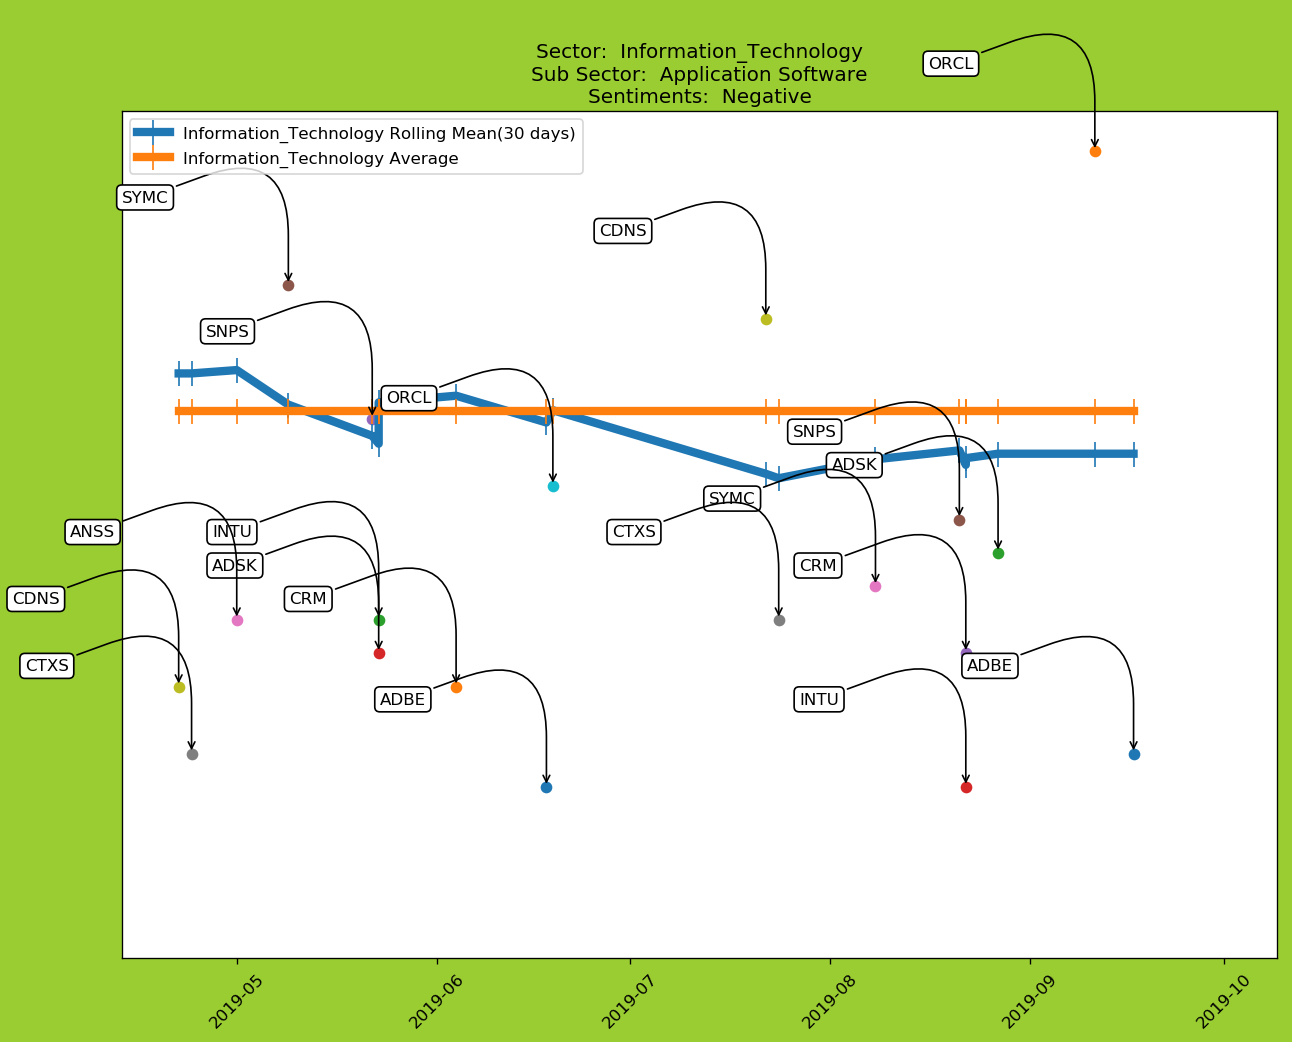 Sector:  Information_Technology
Sub Sector:  Application Software
Sentiments:  Negative
ORCL
Information_Technology Rolling Mean(30 days)
Information_Technology Average
SYMC
CDNS
SNPS
ORCL
SNPS
ADSK
SYMC
ANSS
INTU
CTXS
ADSK
CRM
CDNS
CRM
CRM
CTXS
ADBE
ADBE
INTU
2019-05
2019-06
2019-07
2019-08
2019-09
2019-10